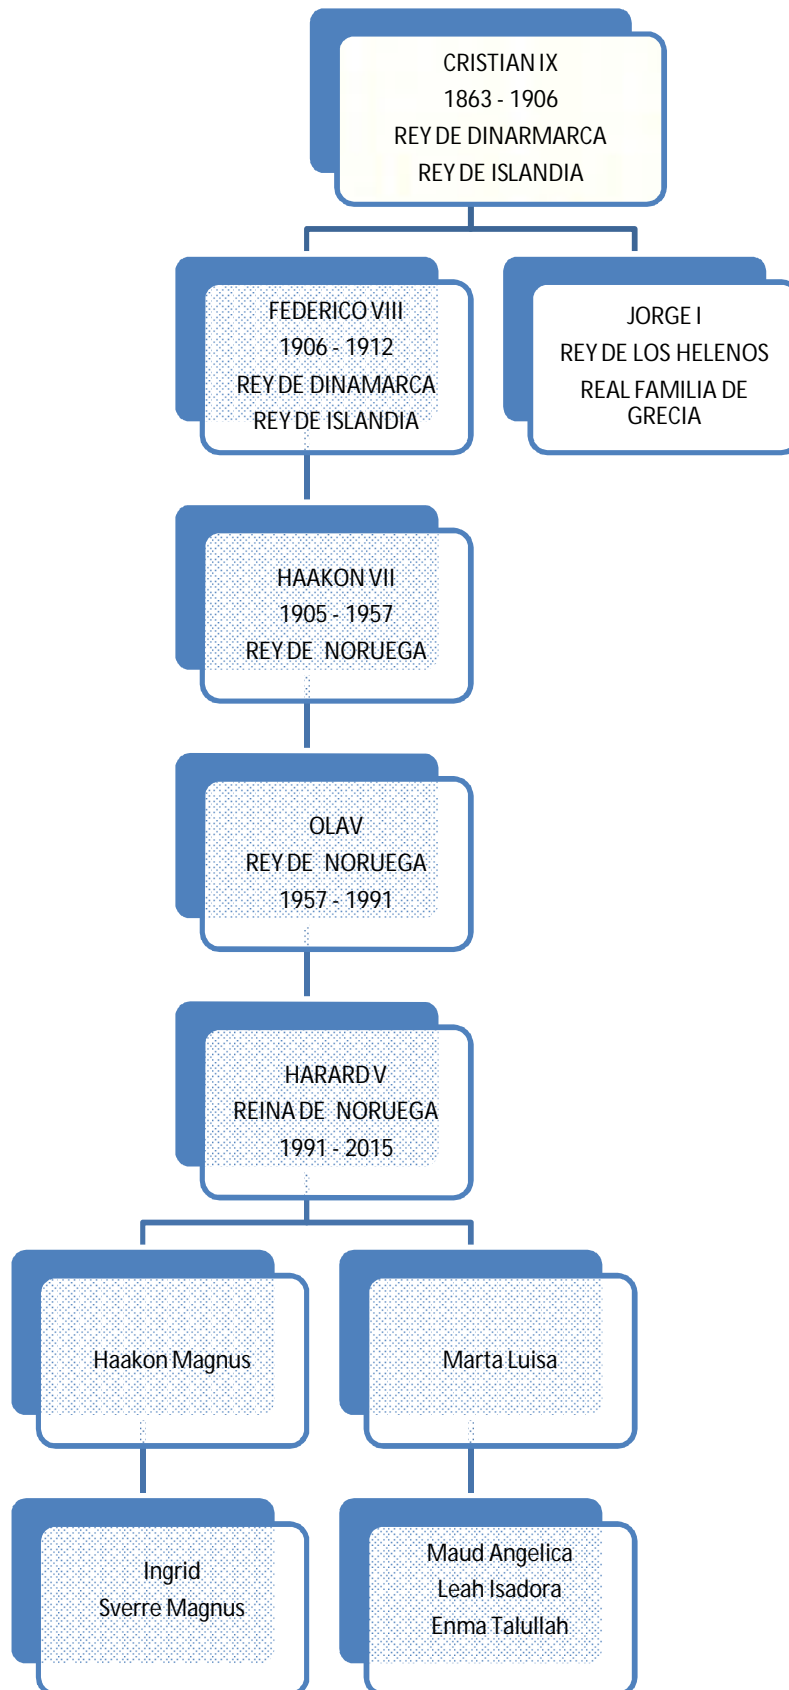 CRISTIAN IX
1863 - 1906
REY DE DINARMARCA
REY DE ISLANDIA
FEDERICO VIII
1906 - 1912
REY DE DINAMARCA
REY DE ISLANDIA
JORGE I
REY DE LOS HELENOS
REAL FAMILIA DE
GRECIA
HAAKON VII
1905 - 1957
REY DE NORUEGA
OLAV
REY DE NORUEGA
1957 - 1991
HARARD V
REINA DE NORUEGA
1991 - 2015
Haakon Magnus
Marta Luisa
Ingrid
Sverre Magnus
Maud Angelica
Leah Isadora
Enma Talullah